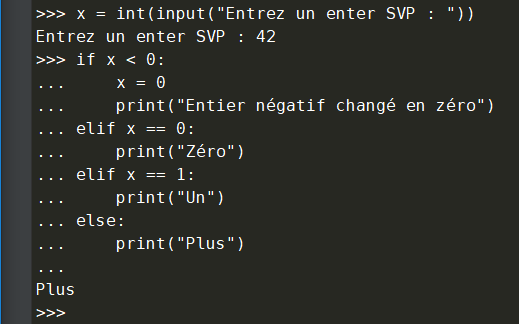 >>> x = int(input("Entrez un enter SVP : "))
Entrez un enter SVP : 42
>>> if x < 0:
...     x = 0
...     print("Entier négatif changé en zéro")
... elif x == 0:
...     print("Zéro")
... elif x == 1:
...     print("Un")
... else:
...     print("Plus")
...
Plus
>>>